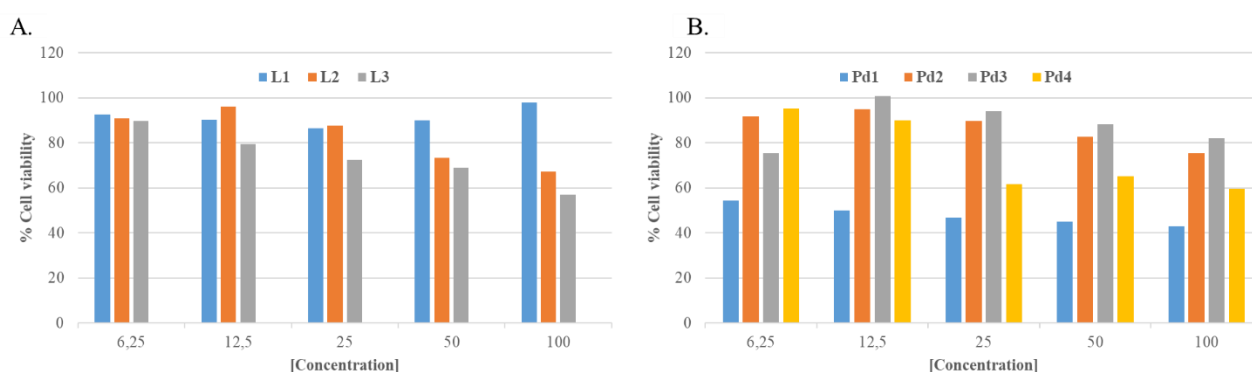 A.
120
100
80
60
40
20
0
% Cell viability
L1 L2 L3
6,25 12,5 25 50 100
[Concentration]
B.
120
100
80
60
40
20
0
% Cell viability
Pd1 Pd2 Pd3 Pd4
6,25 12,5 25 50 100
[Concentration]